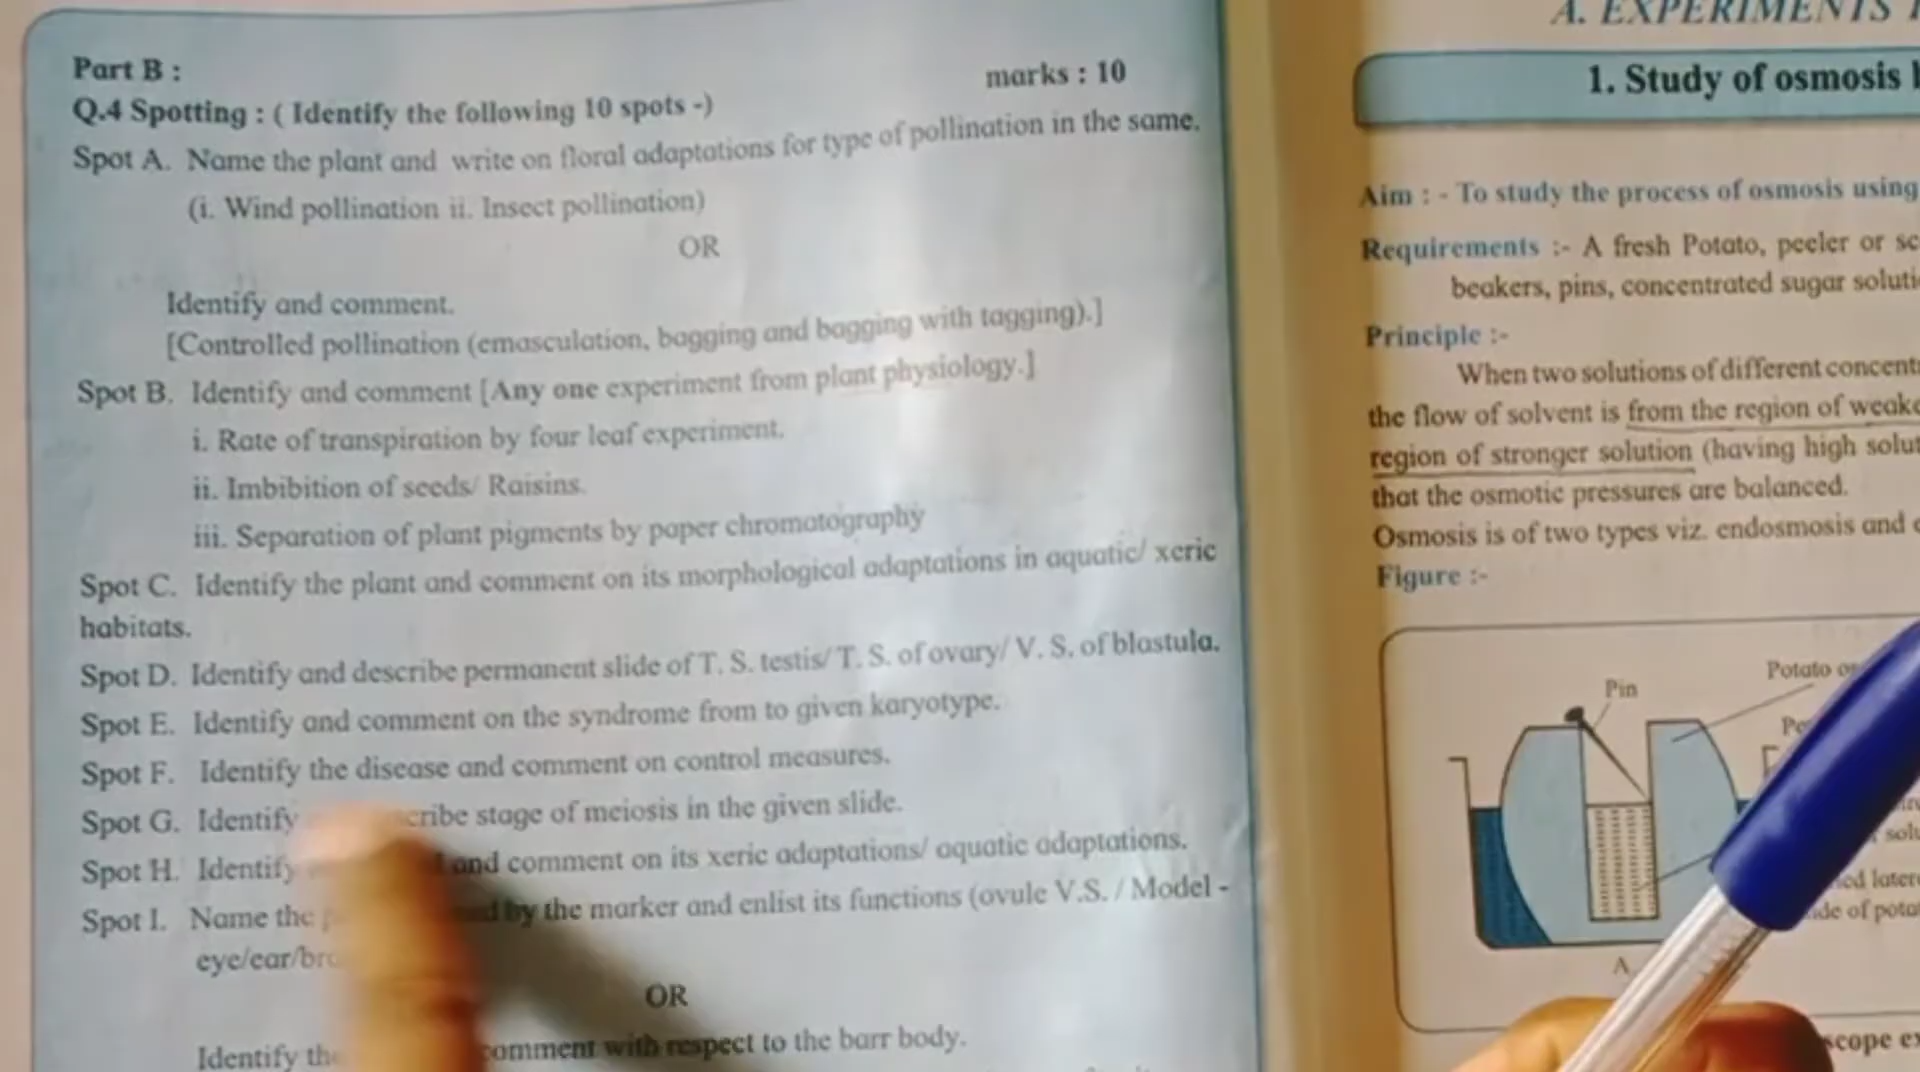 Part B :
marks : 10
Q.4 Spotting : ( Identify the following 10 spots -)
Spot A. Name the plant and write on floral adaptations for type of pollination in the same.
(i. Wind pollination ii. Insect pollination)
OR
Identify and comment.
[Controlled pollination (emasculation, bagging and bagging with tagging).]
Spot B. Identify and comment [Any one experiment from plant physiology.]
i. Rate of transpiration by four leaf experiment.
ii. Imbibition of seeds/ Raisins.
iii. Separation of plant pigments by paper chromatography
Spot C. Identify the plant and comment on its morphological adaptations in aquatic/ xeric
habitats.
Spot D. Identify and describe permanent slide of T. S. testis/ T. S. of ovary/ V. S. of blastula.
Spot E. Identify and comment on the syndrome from to given karyotype.
Spot F. Identify the disease and comment on control measures.
Spot G. Identify stage of meiosis in the given slide.
Spot H. Identify and comment on its xeric adaptations/ aquatic adaptations.
Spot I. Name the by the marker and enlist its functions (ovule V.S. / Model -
eye/ear/
OR
Identify comment with respect to the barr body.
A. EXPERIMENTS
1. Study of osmosis
Aim : - To study the process of osmosis using
Requirements :- A fresh Potato, peeler or
beakers, pins, concentrated sugar
Principle :-
When two solutions of different
the flow of solvent is from the region of
region of stronger solution (having high
that the osmotic pressures are balanced.
Osmosis is of two types viz. endosmosis and
Figure :-
Pin
Potato
A
of